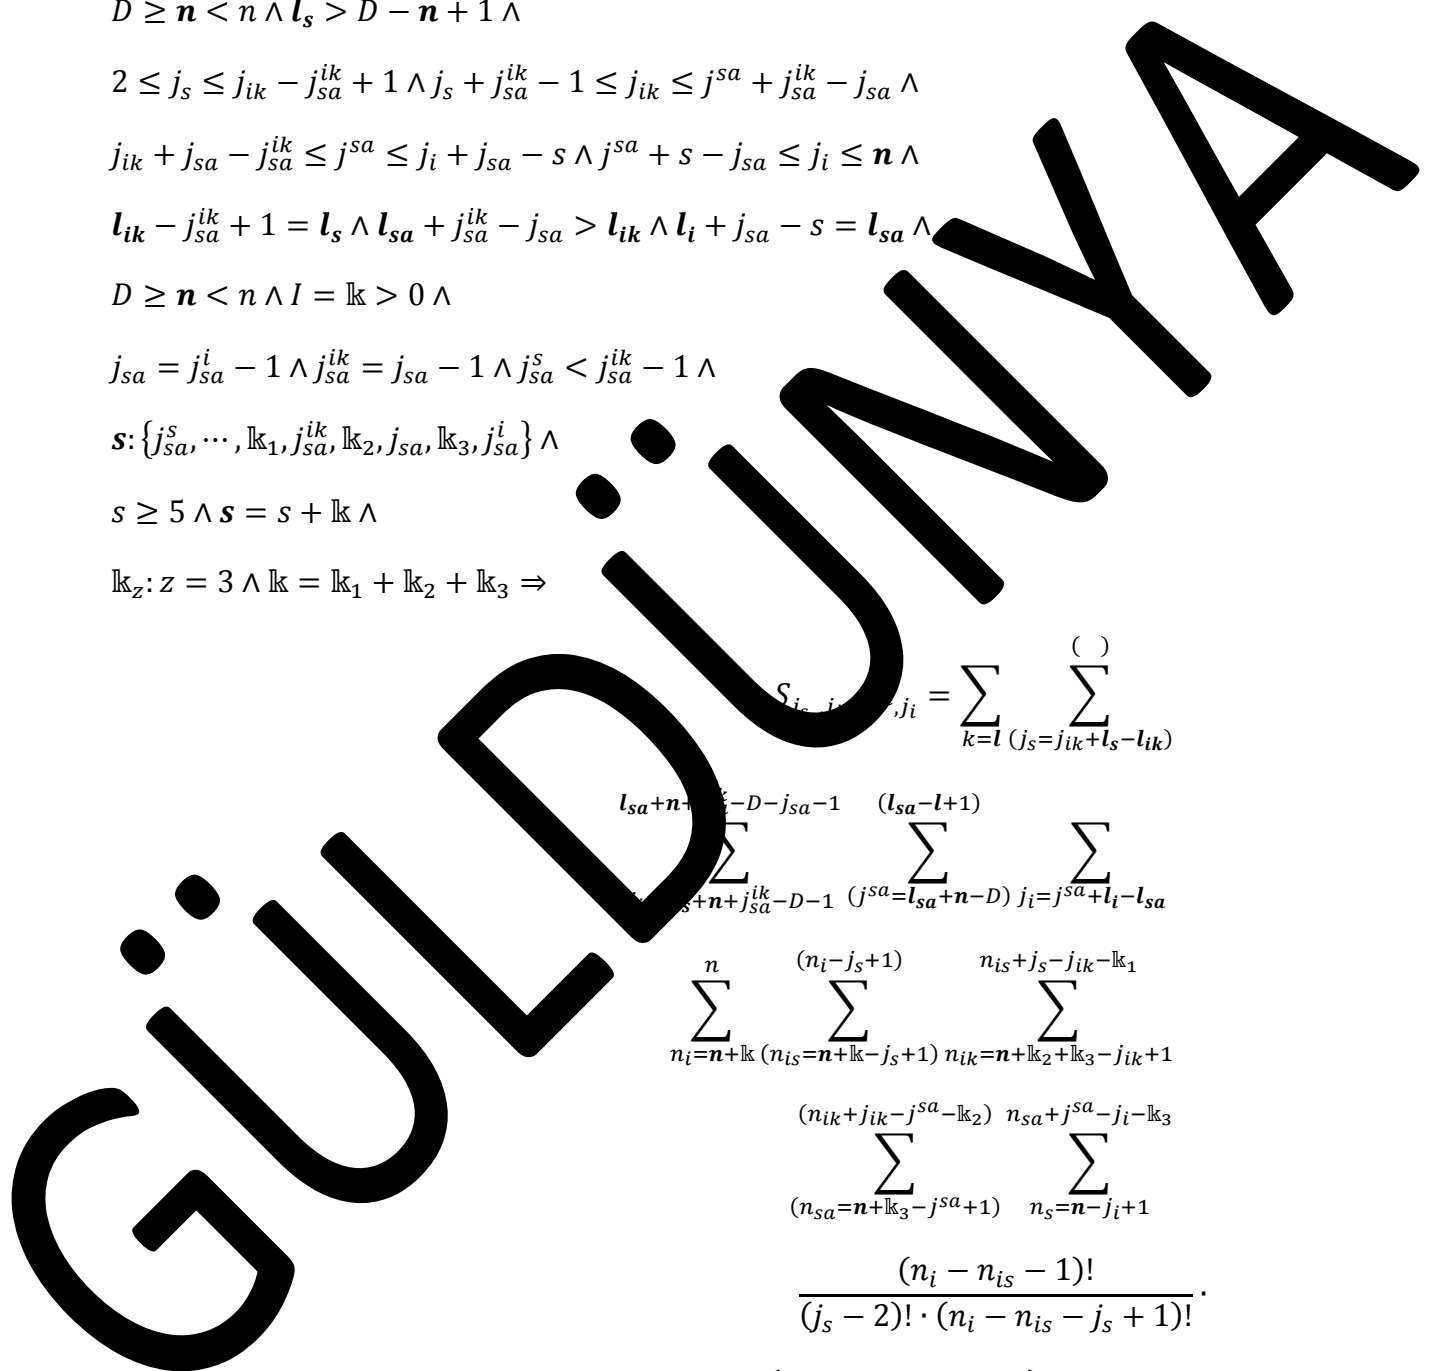 D ≥ 𝒏 < n ∧ 𝒍ₛ > D − 𝒏 + 1 ∧
2 ≤ j_s ≤ j_{ik} − j_{sa}^{ik} + 1 ∧ j_s + j_{sa}^{ik} − 1 ≤ j_{ik} ≤ j^{sa} + j_{sa}^{ik} − j_{sa} ∧
j_{ik} + j_{sa} − j_{sa}^{ik} ≤ j^{sa} ≤ j_i + j_{sa} − s ∧ j^{sa} + s − j_{sa} ≤ j_i ≤ 𝒏 ∧
𝒍_{ik} − j_{sa}^{ik} + 1 = 𝒍_s ∧ 𝒍_{sa} + j_{sa}^{ik} − j_{sa} > 𝒍_{ik} ∧ 𝒍_i + j_{sa} − s = 𝒍_{sa} ∧
D ≥ 𝒏 < n ∧ I = 𝕜 > 0 ∧
j_{sa} = j_{sa}^{i} − 1 ∧ j_{sa}^{ik} = j_{sa} − 1 ∧ j_{sa}^{s} < j_{sa}^{ik} − 1 ∧
𝒔: {j_{sa}^{s}, ⋯, 𝕜_1, j_{sa}^{ik}, 𝕜_2, j_{sa}, 𝕜_3, j_{sa}^{i}} ∧
s ≥ 5 ∧ 𝒔 = s + 𝕜 ∧
𝕜_z: z = 3 ∧ 𝕜 = 𝕜_1 + 𝕜_2 + 𝕜_3 ⇒
( )
,j_i = ∑ ∑
k=𝒍 (j_s=j_{ik}+𝒍_s−𝒍_{ik})
𝒍_{sa}+𝒏+ −D−j_{sa}−1 (𝒍_{sa}−𝒍+1)
∑ ∑ ∑
+𝒏+j_{sa}^{ik}−D−1 (j^{sa}=𝒍_{sa}+𝒏−D) j_i=j^{sa}+𝒍_i−𝒍_{sa}
n (n_i−j_s+1) n_{is}+j_s−j_{ik}−𝕜_1
∑ ∑ ∑
n_i=𝒏+𝕜 (n_{is}=𝒏+𝕜−j_s+1) n_{ik}=𝒏+𝕜_2+𝕜_3−j_{ik}+1
(n_{ik}+j_{ik}−j^{sa}−𝕜_2) n_{sa}+j^{sa}−j_i−𝕜_3
∑ ∑
(n_{sa}=𝒏+𝕜_3−j^{sa}+1) n_s=𝒏−j_i+1
(n_i − n_{is} − 1)!
(j_s − 2)! · (n_i − n_{is} − j_s + 1)! ·
GÜLDÜNYA